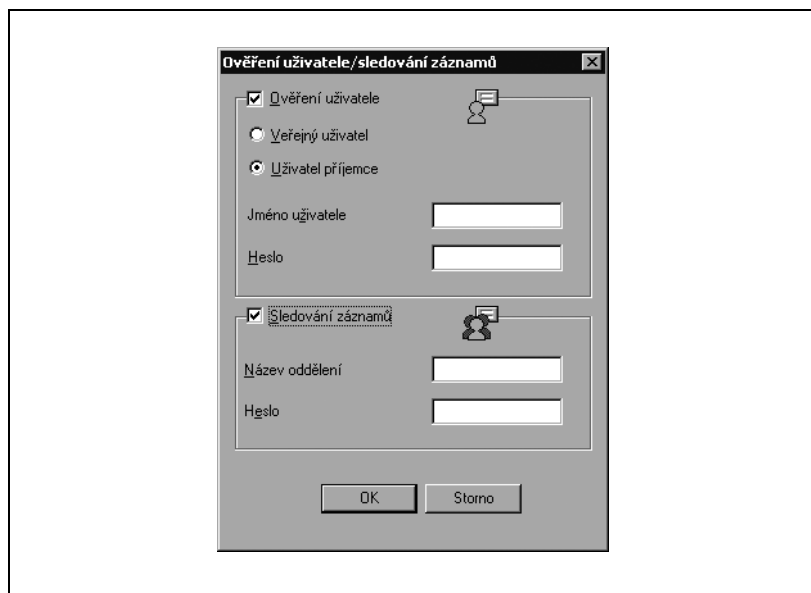 Ověření uživatele/sledování záznamů
Ověření uživatele
Veřejný uživatel
Uživatel příjemce
Jméno uživatele
Heslo
Sledování záznamů
Název oddělení
Heslo
OK
Storno